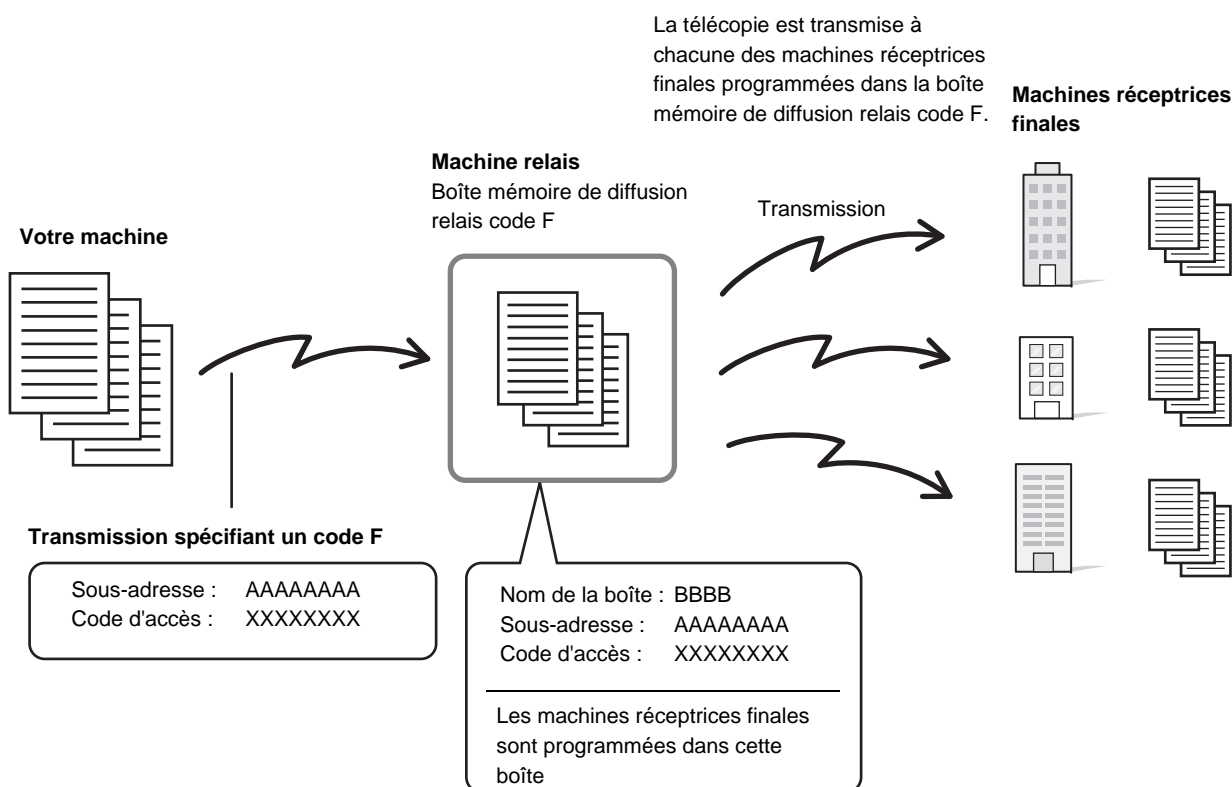 La télécopie est transmise à
chacune des machines réceptrices
finales programmées dans la boîte
mémoire de diffusion relais code F.
Machines réceptrices
finales
Machine relais
Boîte mémoire de diffusion
relais code F
Transmission
Votre machine
Transmission spécifiant un code F
Sous-adresse : AAAAAAAA
Code d'accès : XXXXXXXX
Nom de la boîte : BBBB
Sous-adresse : AAAAAAAA
Code d'accès : XXXXXXXX
Les machines réceptrices finales
sont programmées dans cette
boîte